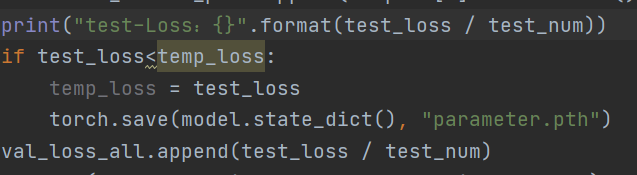 print("test-Loss：{}".format(test_loss / test_num))
if test_loss<temp_loss:
    temp_loss = test_loss
    torch.save(model.state_dict(), "parameter.pth")
val_loss_all.append(test_loss / test_num)